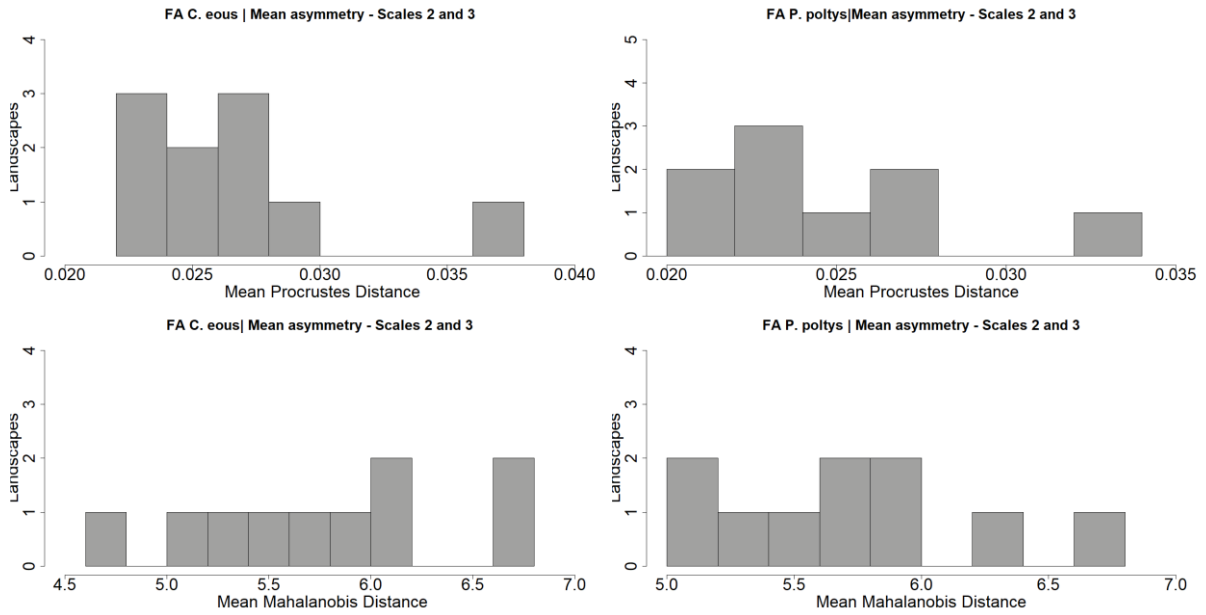 FA C. eous | Mean asymmetry - Scales 2 and 3
4
3
2
1
0
Landscapes
0.020 0.025 0.030 0.035 0.040
Mean Procrustes Distance
FA P. poltys|Mean asymmetry - Scales 2 and 3
5
4
3
2
1
0
Landscapes
0.020 0.025 0.030 0.035
Mean Procrustes Distance
FA C. eous| Mean asymmetry - Scales 2 and 3
4
3
2
1
0
Landscapes
4.5 5.0 5.5 6.0 6.5 7.0
Mean Mahalanobis Distance
FA P. poltys | Mean asymmetry - Scales 2 and 3
4
3
2
1
0
Landscapes
5.0 5.5 6.0 6.5 7.0
Mean Mahalanobis Distance